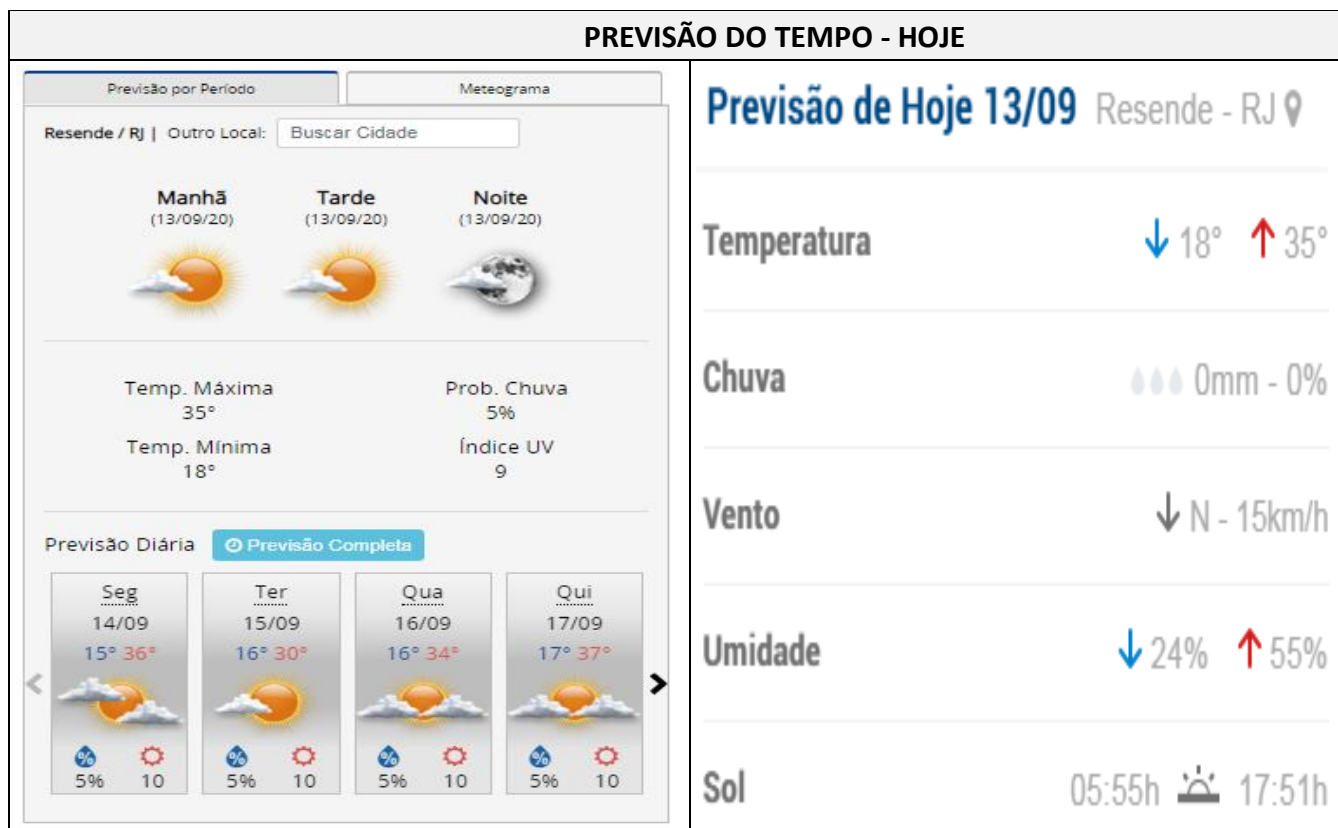 PREVISÃO DO TEMPO - HOJE
Previsão por Período
Meteograma
Resende / RJ | Outro Local: Buscar Cidade
Manhã Tarde Noite
(13/09/20) (13/09/20) (13/09/20)
Temp. Máxima Prob. Chuva
35° 5%
Temp. Mínima Índice UV
18° 9
Previsão Diária Previsão Completa
Seg Ter Qua Qui
14/09 15/09 16/09 17/09
15° 36° 16° 30° 16° 34° 17° 37°
% % % %
5% 10 5% 10 5% 10 5% 10
Previsão de Hoje 13/09 Resende - RJ
Temperatura 18° 35°
Chuva 0mm - 0%
Vento N - 15km/h
Umidade 24% 55%
Sol 05:55h 17:51h